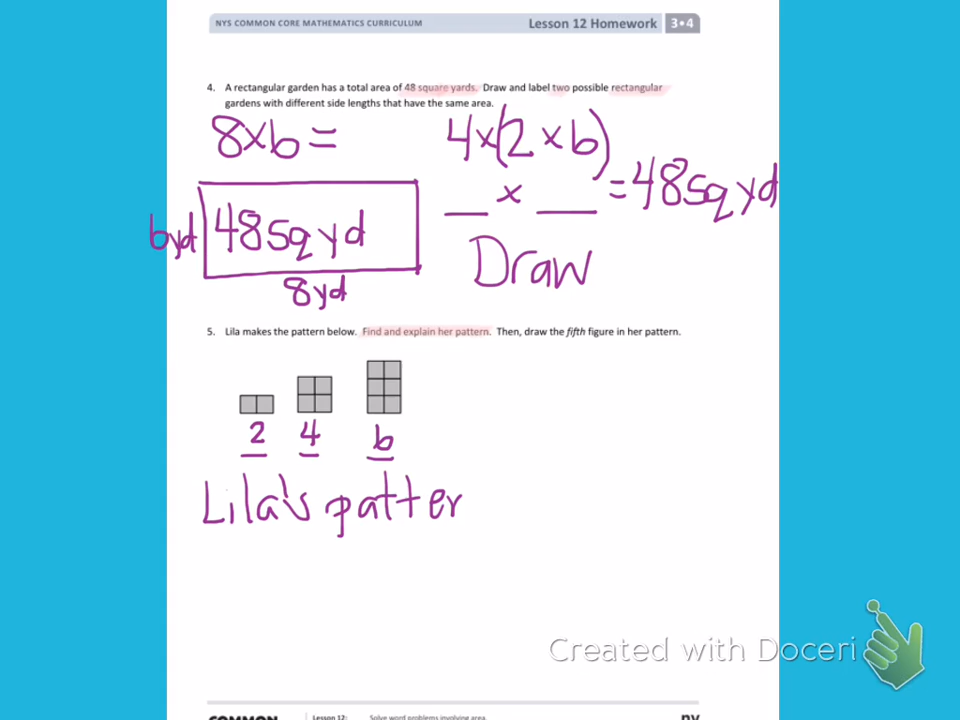 NYS COMMON CORE MATHEMATICS CURRICULUM Lesson 12 Homework 3•4
4. A rectangular garden has a total area of 48 square yards. Draw and label two possible rectangular
gardens with different side lengths that have the same area.
8×6= 4×(2×6)
__ × __ =48sq yd
6yd 48sq yd
Draw
8yd
5. Lila makes the pattern below. Find and explain her pattern. Then, draw the fifth figure in her pattern.
2 4 6
Lila's patter
Created with Doceri
COMMON Lesson 12: Solve word problems involving area. ny